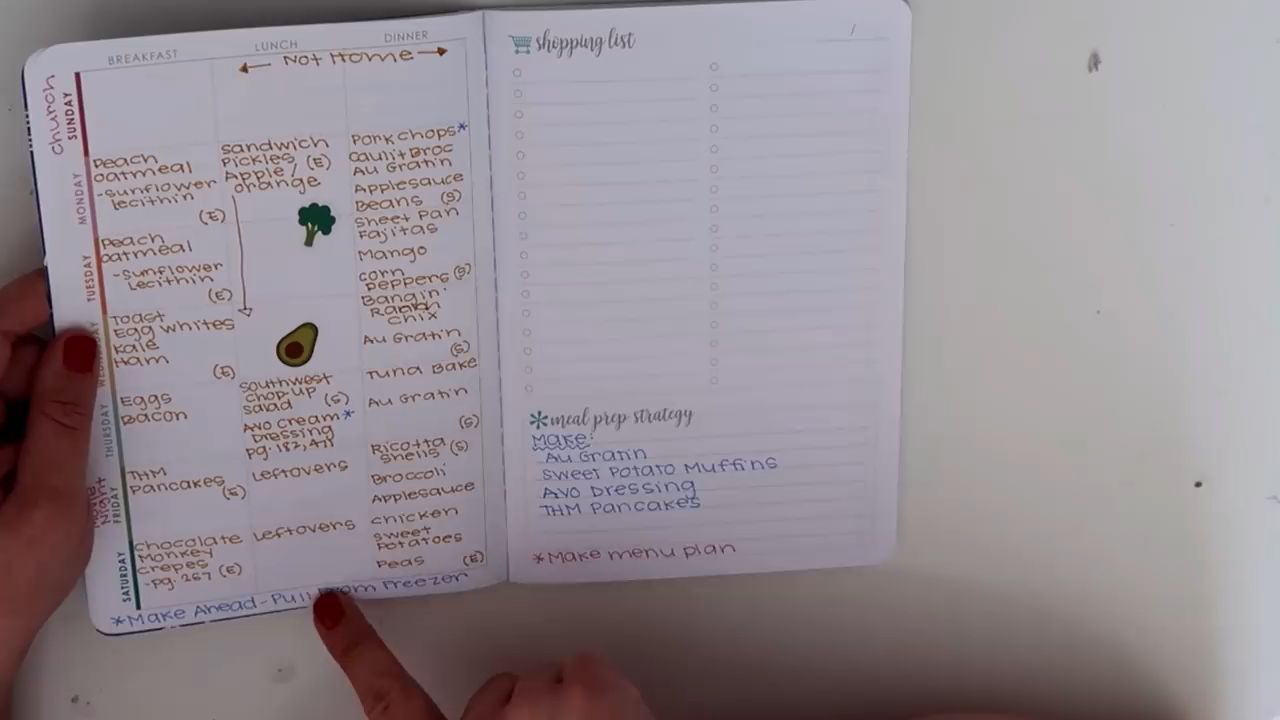 BREAKFAST
LUNCH
DINNER
← Not Home →
church
SUNDAY
MONDAY
Peach
oatmeal
-sunflower
lecithin
(E)
sandwich
Pickles (E)
Apple/
orange
Pork chops*
Caulit Broc
Au Gratin
Applesauce
Beans (S)
TUESDAY
Peach
oatmeal
-Sunflower
Lecithin
(E)
Sheet Pan
Fajitas
Mango
corn
peppers (S)
Toast
Egg whites
Kale
Ham
(E)
Bangin'
Ranch
chix
Au Gratin
(S)
THURSDAY
Eggs
Bacon
Southwest
chop-up
salad (S)
Avo cream*
Dressing
pg. 182, 411
Tuna Bake
Au Gratin
(S)
Night
FRIDAY
THM
Pancakes
(E)
Leftovers
Ricotta
Shells (S)
Broccoli
Applesauce
SATURDAY
Chocolate
Monkey
crepes
-pg. 267 (E)
Leftovers
chicken
sweet
Potatoes
Peas (E)
*Make Ahead-Pull From Freezer
shopping list
/
*meal prep strategy
Make:
Au Gratin
Sweet Potato Muffins
Avo Dressing
THM Pancakes
*Make menu plan